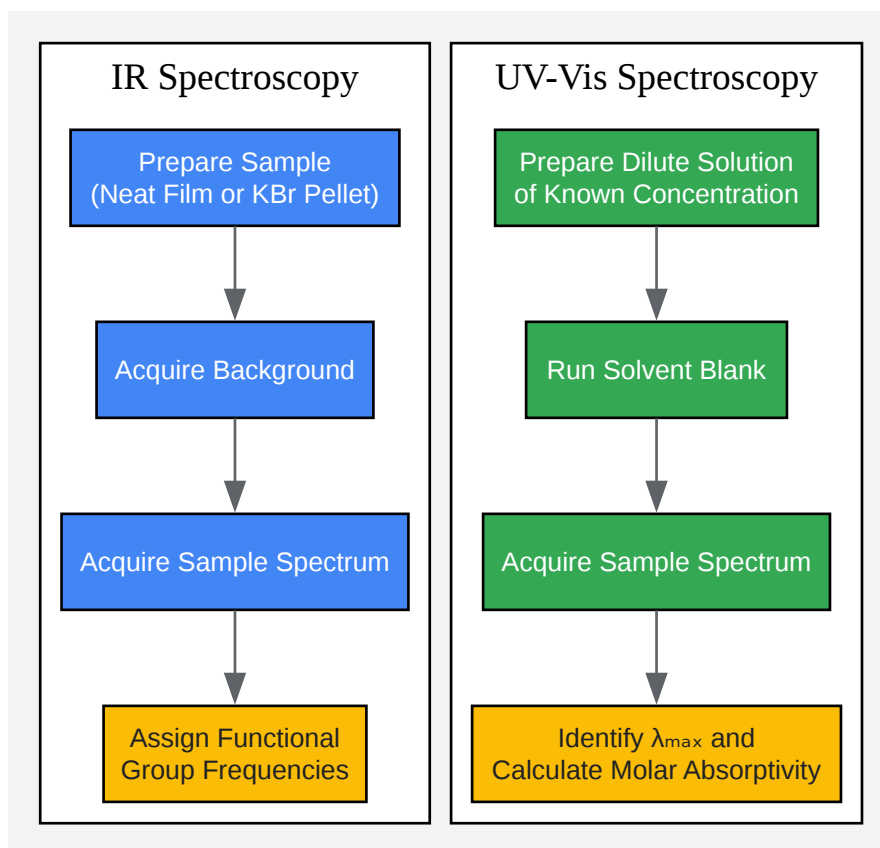 IR Spectroscopy
Prepare Sample
(Neat Film or KBr Pellet)
Acquire Background
Acquire Sample Spectrum
Assign Functional
Group Frequencies
UV-Vis Spectroscopy
Prepare Dilute Solution
of Known Concentration
Run Solvent Blank
Acquire Sample Spectrum
Identify λₘₐₓ and
Calculate Molar Absorptivity